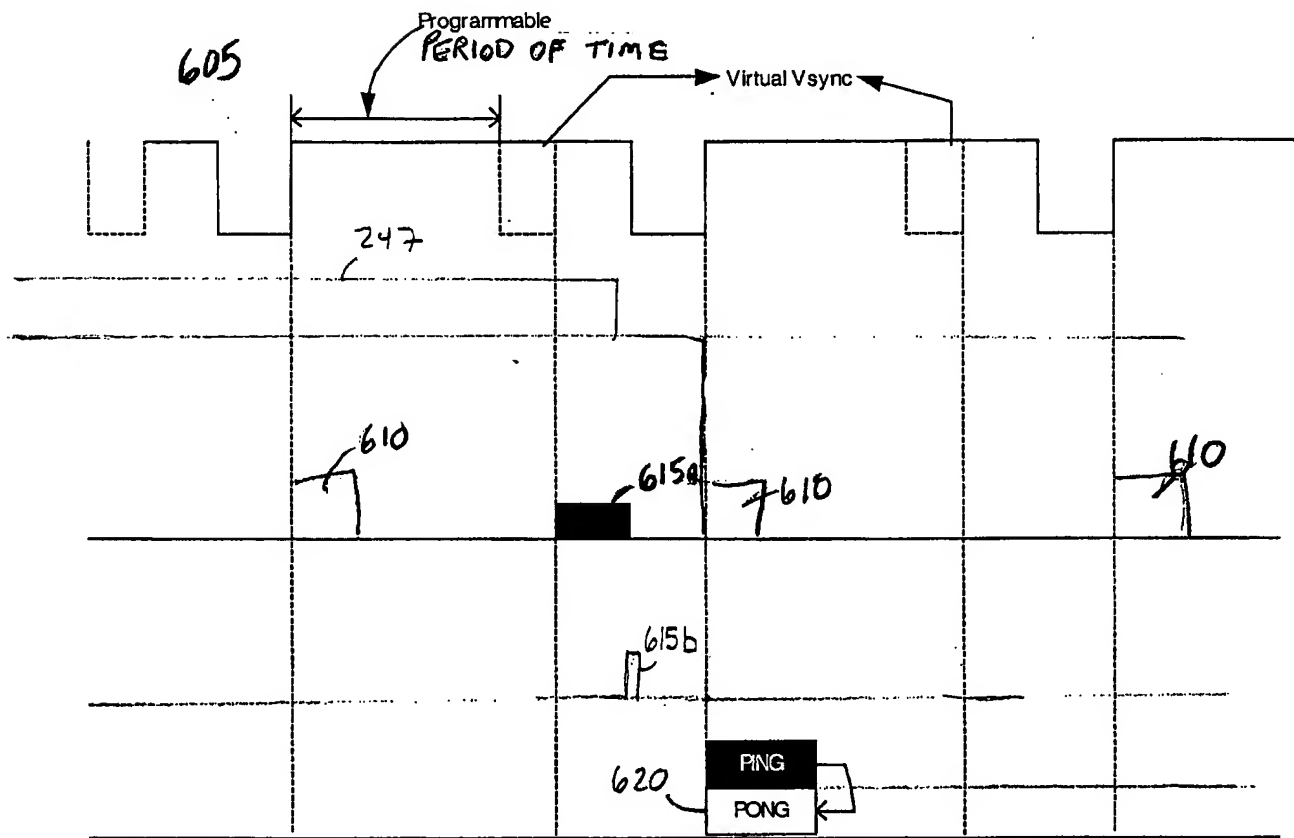 Programmable
PERIOD OF TIME
605
Virtual Vsync
247
610
615a
610
610
615b
PING
620
PONG